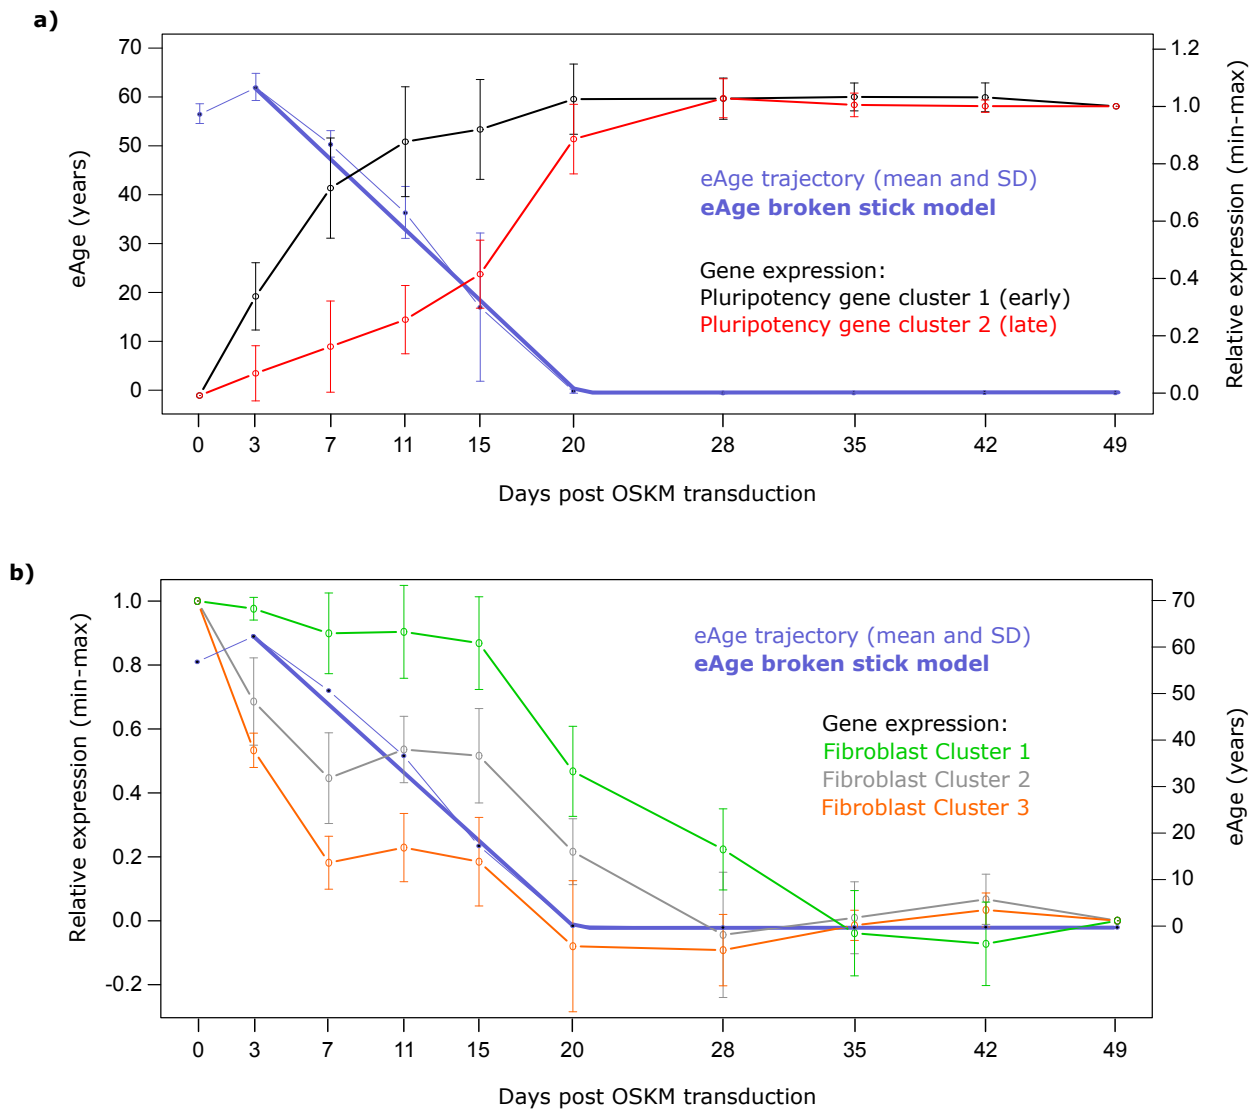 a)
70
60
50
40
30
20
10
0
eAge (years)
1.2
1.0
0.8
0.6
0.4
0.2
0.0
Relative expression (min-max)
eAge trajectory (mean and SD)
eAge broken stick model
Gene expression:
Pluripotency gene cluster 1 (early)
Pluripotency gene cluster 2 (late)
0 3 7 11 15 20 28 35 42 49
Days post OSKM transduction
b)
1.0
0.8
0.6
0.4
0.2
0.0
-0.2
Relative expression (min-max)
70
60
50
40
30
20
10
0
eAge (years)
eAge trajectory (mean and SD)
eAge broken stick model
Gene expression:
Fibroblast Cluster 1
Fibroblast Cluster 2
Fibroblast Cluster 3
0 3 7 11 15 20 28 35 42 49
Days post OSKM transduction